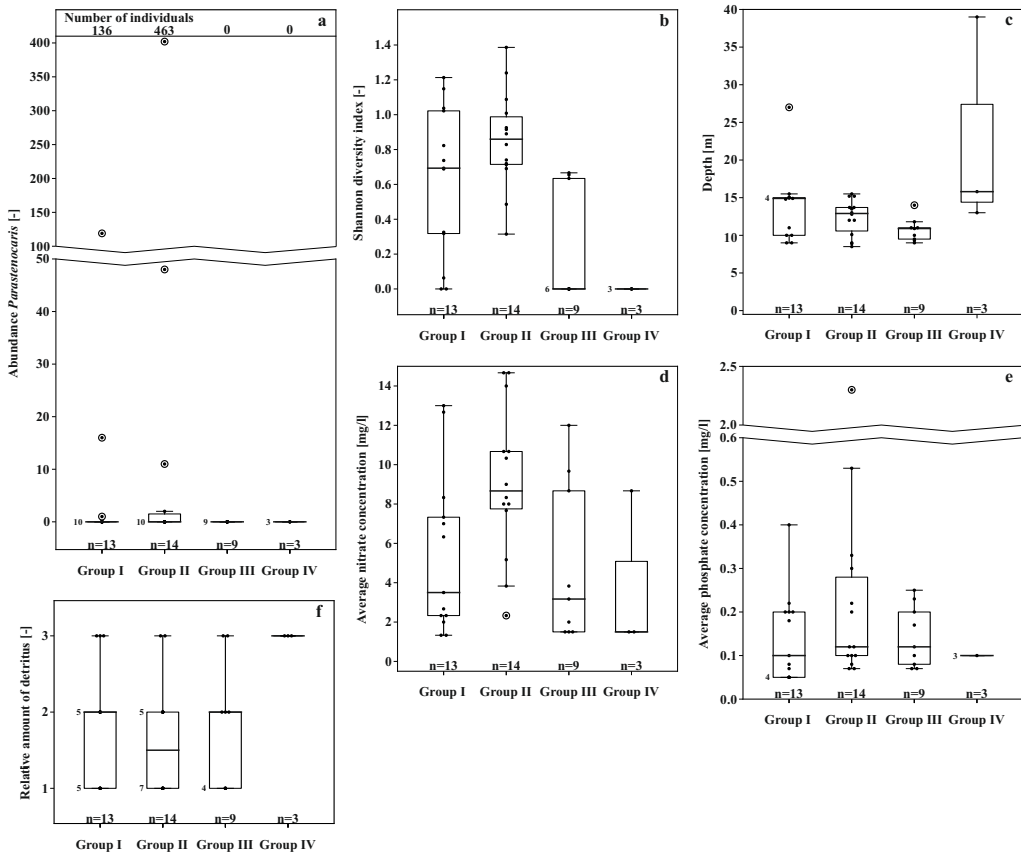 Number of individuals
136 463 0 0
a
400
350
300
250
200
150
100
50
40
30
20
10
0
Abundance Parastenocaris [-]
10 10 9 3
n=13 n=14 n=9 n=3
Group I Group II Group III Group IV
b
1.4
1.2
1.0
0.8
0.6
0.4
0.2
0.0
Shannon diversity index [-]
6 3
n=13 n=14 n=9 n=3
Group I Group II Group III Group IV
c
40
35
30
25
20
15
10
5
0
Depth [m]
4
n=13 n=14 n=9 n=3
Group I Group II Group III Group IV
d
14
12
10
8
6
4
2
0
Average nitrate concentration [mg/l]
n=13 n=14 n=9 n=3
Group I Group II Group III Group IV
e
2.5
2.0
0.6
0.5
0.4
0.3
0.2
0.1
0.0
Average phosphate concentration [mg/l]
4 3
n=13 n=14 n=9 n=3
Group I Group II Group III Group IV
f
3
2
1
Relative amount of detritus [-]
5 5
5 7 4
n=13 n=14 n=9 n=3
Group I Group II Group III Group IV